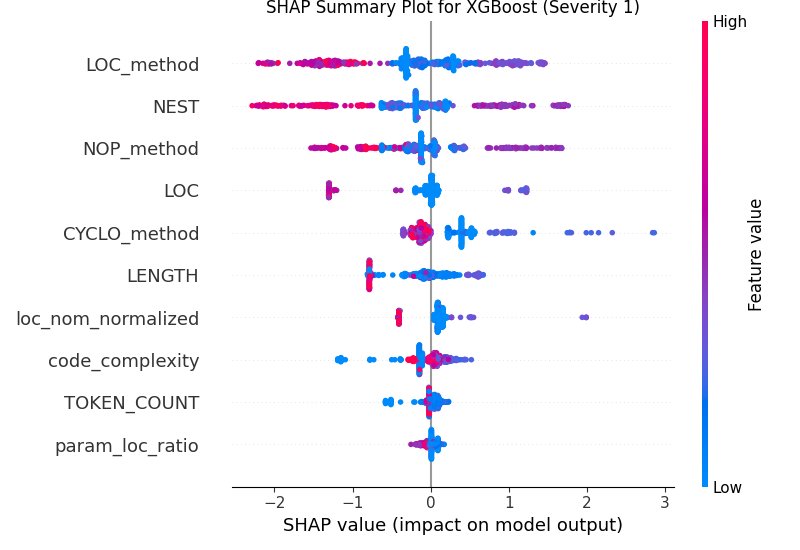 SHAP Summary Plot for XGBoost (Severity 1)
High
LOC_method
NEST
NOP_method
LOC
CYCLO_method
LENGTH
loc_nom_normalized
code_complexity
TOKEN_COUNT
param_loc_ratio
Feature value
Low
−2 −1 0 1 2 3
SHAP value (impact on model output)